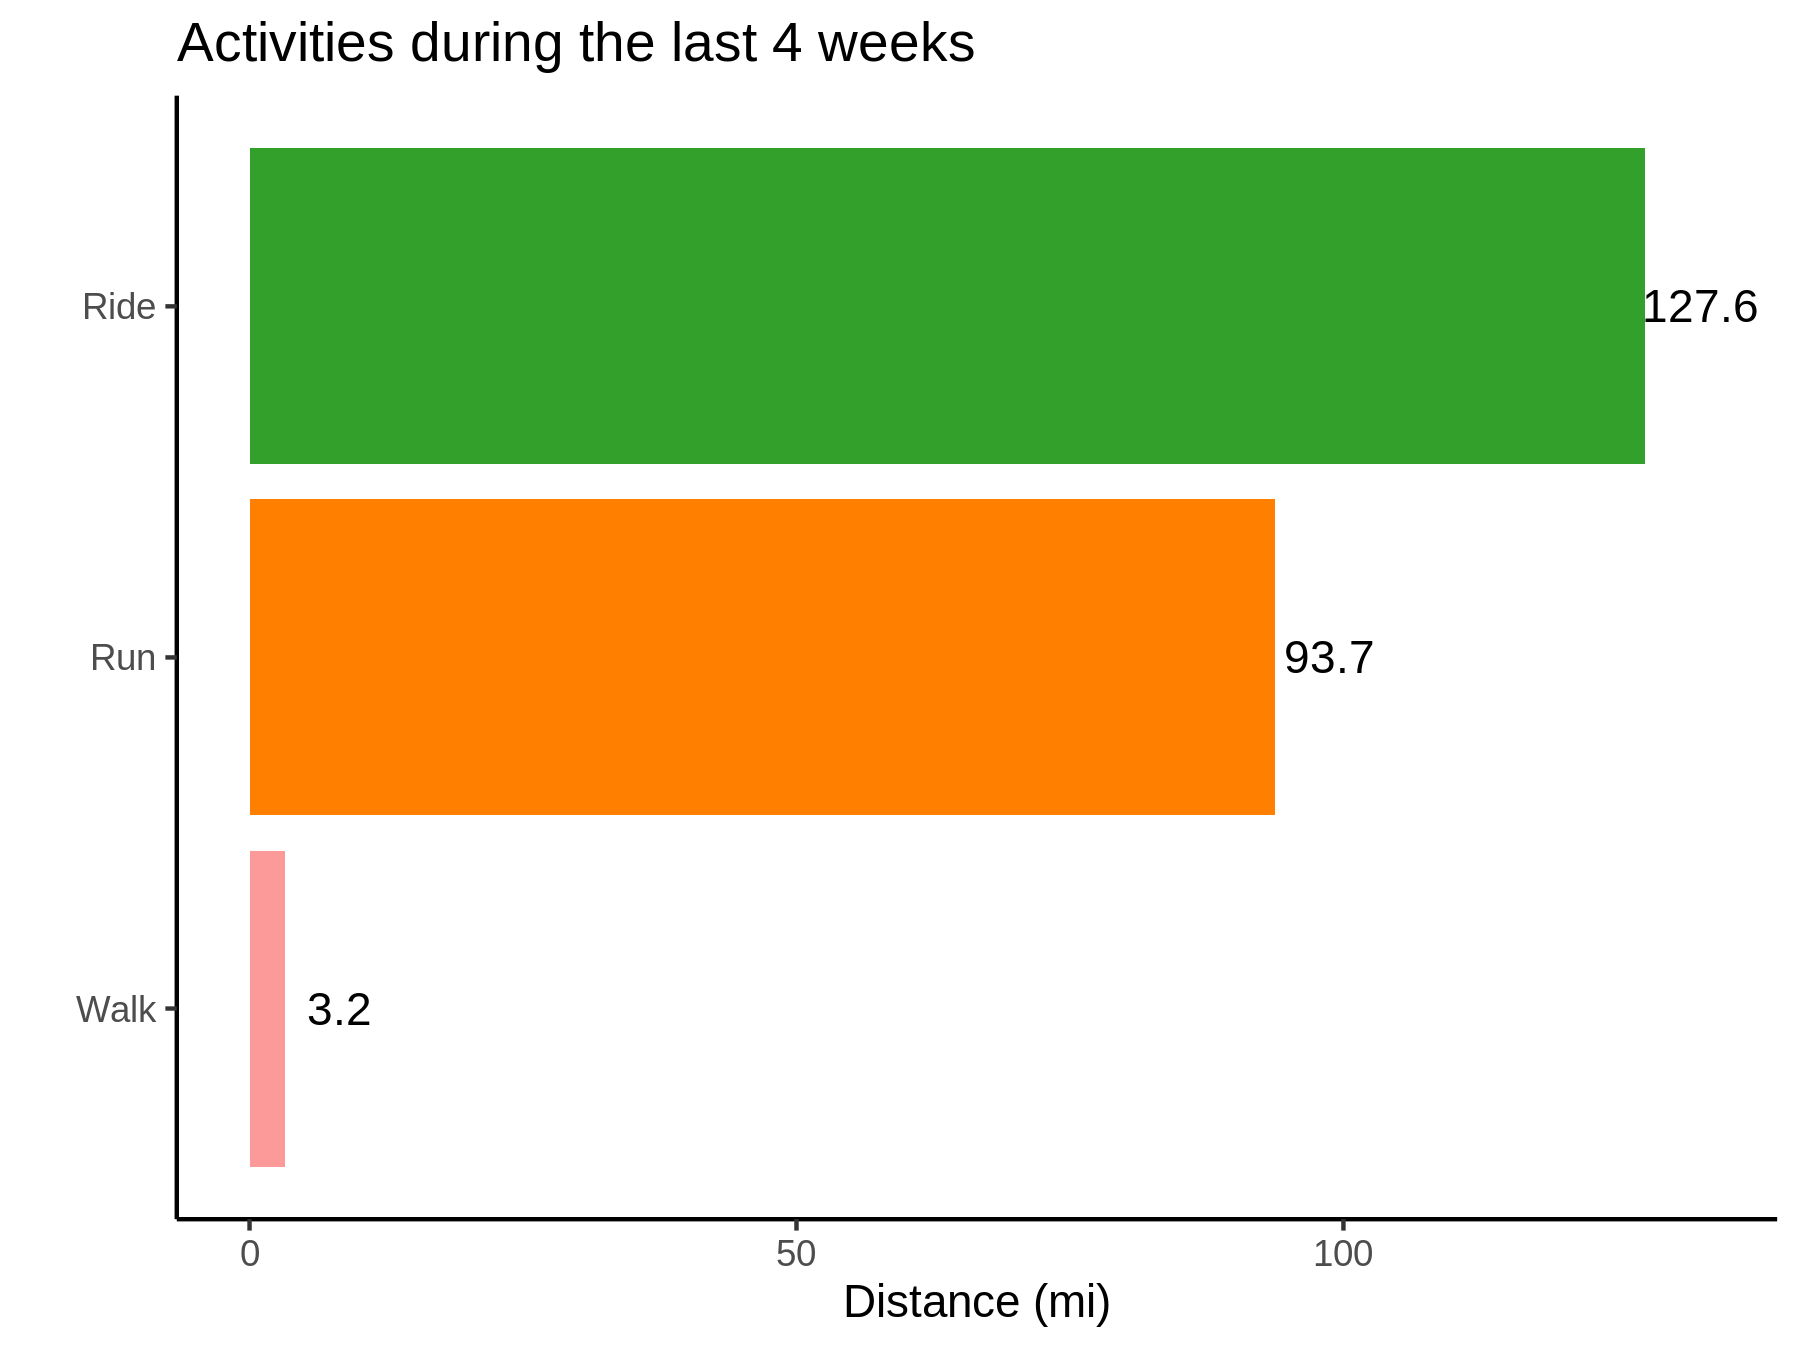 Activities during the last 4 weeks
Ride
127.6
Run
93.7
Walk
3.2
0 50 100
Distance (mi)